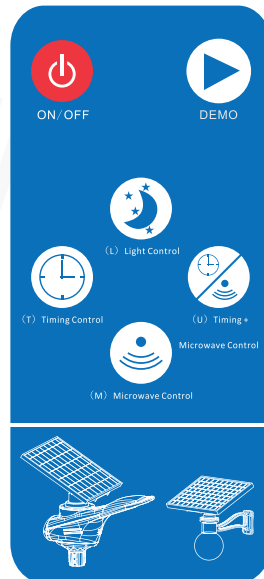 ON/OFF
DEMO
（L）Light Control
（T）Timing Control
（U）Timing +
Microwave Control
（M）Microwave Control